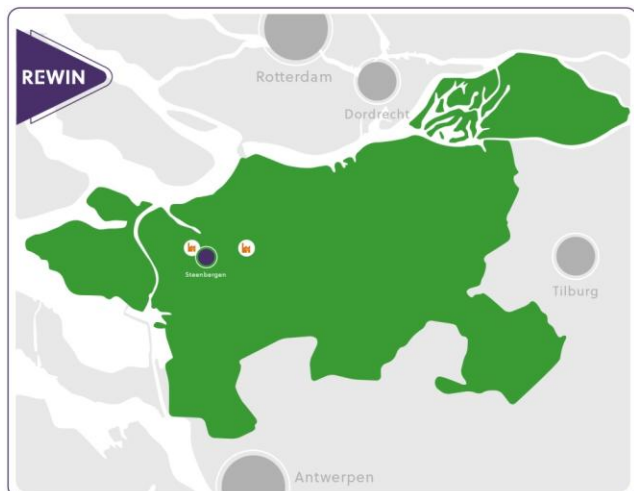 REWIN
Rotterdam
Dordrecht
Steenbergen
Tilburg
Antwerpen